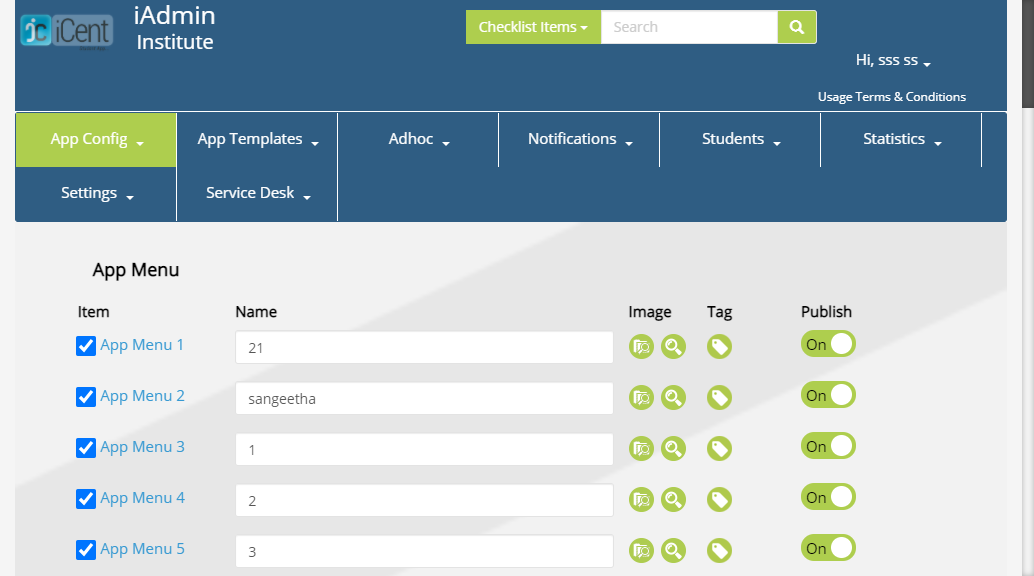 jc iCent
iAdmin
Institute
Checklist Items
Search
Hi, sss ss
Usage Terms & Conditions
App Config
App Templates
Adhoc
Notifications
Students
Statistics
Settings
Service Desk
App Menu
Item Name Image Tag Publish
App Menu 1 21 On
App Menu 2 sangeetha On
App Menu 3 1 On
App Menu 4 2 On
App Menu 5 3 On